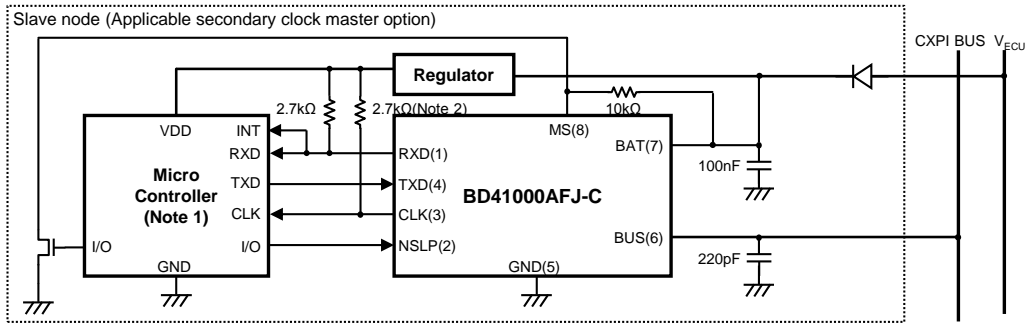 Slave node (Applicable secondary clock master option)
CXPI BUS VECU
Regulator
2.7kΩ 2.7kΩ(Note 2) 10kΩ
VDD INT MS(8)
RXD RXD(1) BAT(7)
100nF
Micro
Controller
(Note 1)
TXD TXD(4)
BD41000AFJ-C
CLK CLK(3)
I/O I/O NSLP(2) BUS(6)
220pF
GND GND(5)